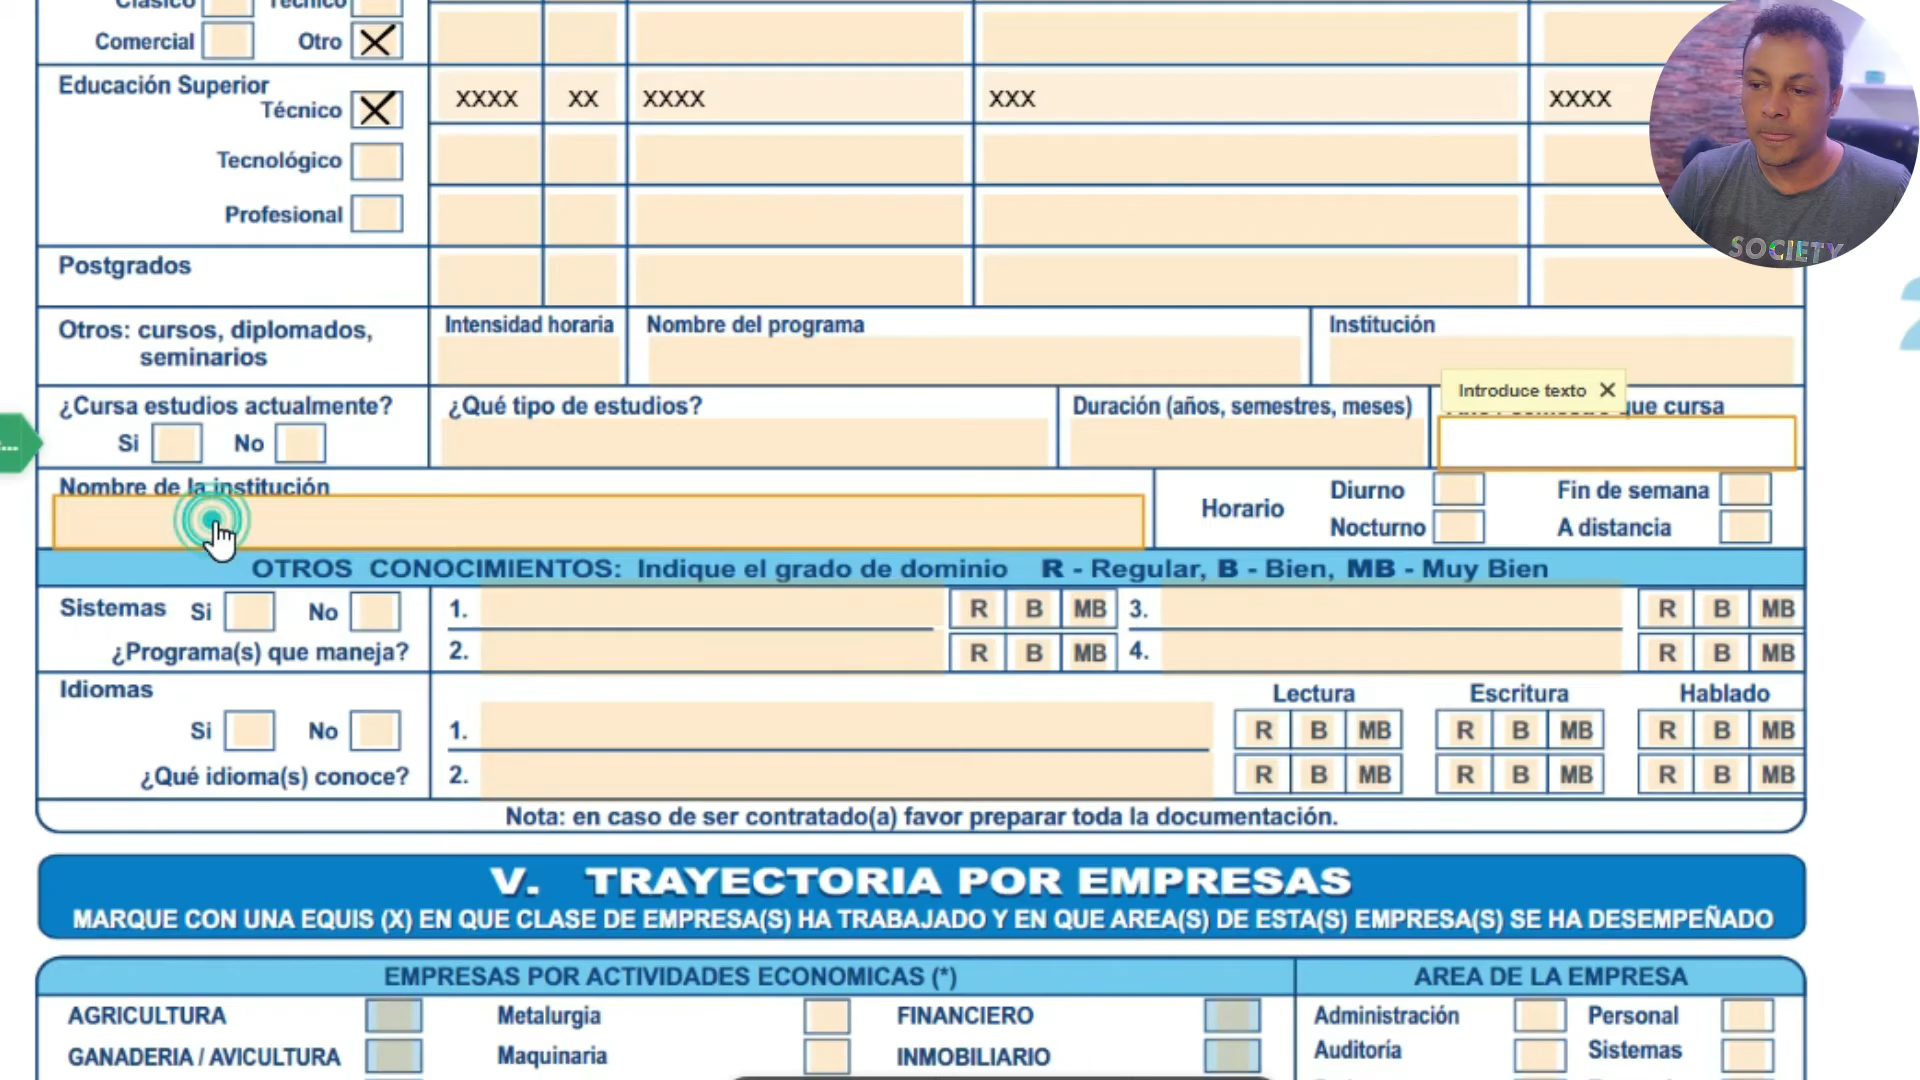 Clásico Técnico
Comercial Otro X
Educación Superior
Técnico X XXXX XX XXXX XXX XXXX
Tecnológico
Profesional
Postgrados
Otros: cursos, diplomados, seminarios
Intensidad horaria Nombre del programa Institución
Introduce texto ✕
¿Cursa estudios actualmente? ¿Qué tipo de estudios? Duración (años, semestres, meses) que cursa
Si No
Nombre de la institución
Horario Diurno Fin de semana
Nocturno A distancia
OTROS CONOCIMIENTOS: Indique el grado de dominio R - Regular, B - Bien, MB - Muy Bien
Sistemas Si No 1. R B MB 3. R B MB
¿Programa(s) que maneja? 2. R B MB 4. R B MB
Idiomas Lectura Escritura Hablado
Si No 1. R B MB R B MB R B MB
¿Qué idioma(s) conoce? 2. R B MB R B MB R B MB
Nota: en caso de ser contratado(a) favor preparar toda la documentación.
V. TRAYECTORIA POR EMPRESAS
MARQUE CON UNA EQUIS (X) EN QUE CLASE DE EMPRESA(S) HA TRABAJADO Y EN QUE AREA(S) DE ESTA(S) EMPRESA(S) SE HA DESEMPEÑADO
EMPRESAS POR ACTIVIDADES ECONOMICAS (*) AREA DE LA EMPRESA
AGRICULTURA Metalurgia FINANCIERO Administración Personal
GANADERIA / AVICULTURA Maquinaria INMOBILIARIO Auditoría Sistemas
SOCIETY